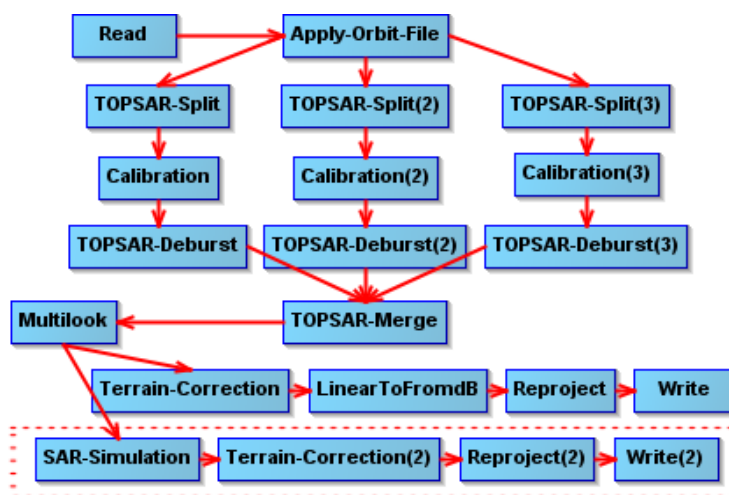 Read
Apply-Orbit-File
TOPSAR-Split
TOPSAR-Split(2)
TOPSAR-Split(3)
Calibration
Calibration(2)
Calibration(3)
TOPSAR-Deburst
TOPSAR-Deburst(2)
TOPSAR-Deburst(3)
Multilook
TOPSAR-Merge
Terrain-Correction
LinearToFromdB
Reproject
Write
SAR-Simulation
Terrain-Correction(2)
Reproject(2)
Write(2)